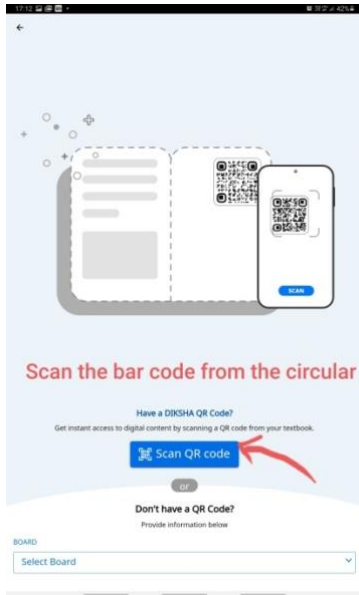 17:12
42%
SCAN
Scan the bar code from the circular
Have a DIKSHA QR Code?
Get instant access to digital content by scanning a QR code from your textbook.
Scan QR code
or
Don't have a QR Code?
Provide information below
BOARD
Select Board